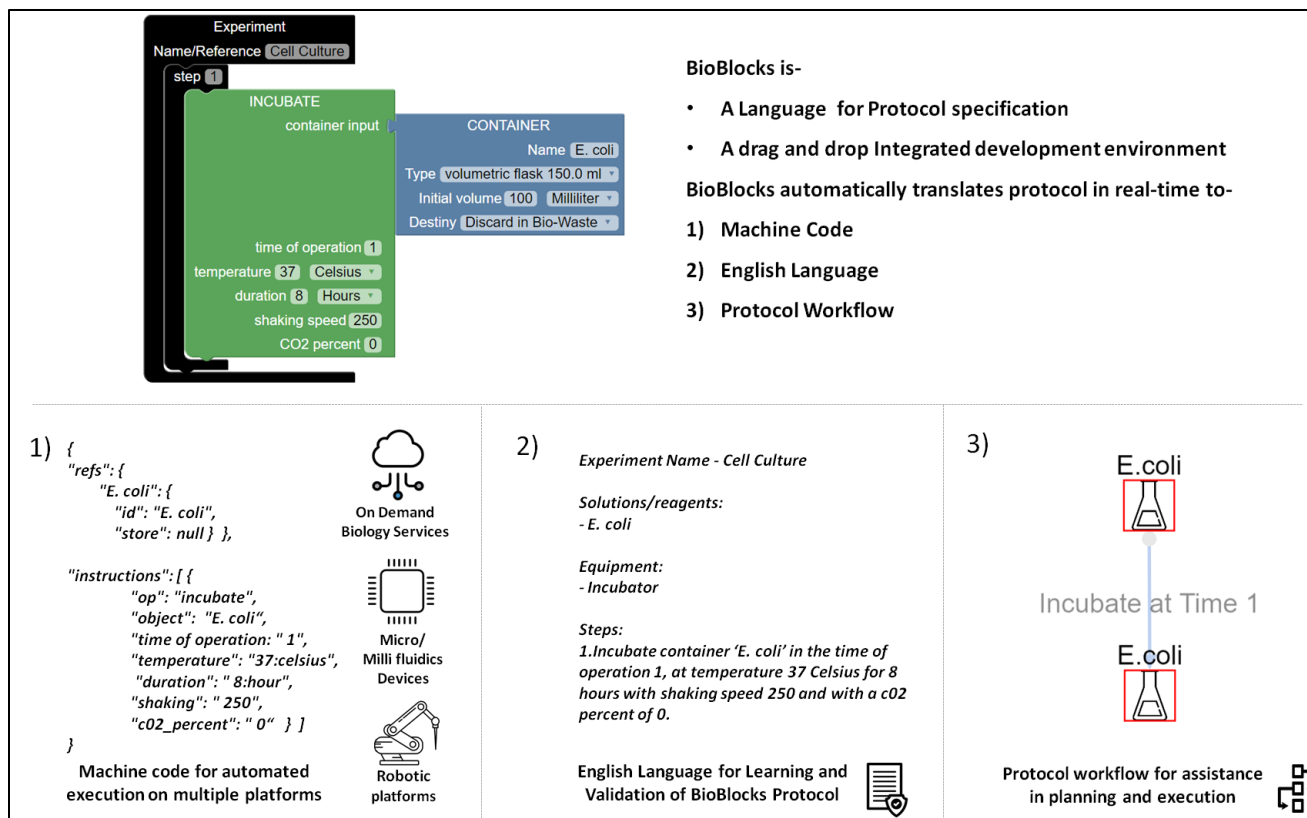 Experiment
Name/Reference Cell Culture
step 1
INCUBATE
container input
CONTAINER
Name E. coli
Type volumetric flask 150.0 ml
Initial volume 100 Milliliter
Destiny Discard in Bio-Waste
time of operation 1
temperature 37 Celsius
duration 8 Hours
shaking speed 250
CO2 percent 0
BioBlocks is-
• A Language for Protocol specification
• A drag and drop Integrated development environment
BioBlocks automatically translates protocol in real-time to-
1) Machine Code
2) English Language
3) Protocol Workflow
1)
{
"refs": {
"E. coli": {
"id": "E. coli",
"store": null } },
"instructions": [ {
"op": "incubate",
"object": "E. coli“,
"time of operation: " 1",
"temperature": "37:celsius",
"duration": " 8:hour",
"shaking": " 250",
"c02_percent": " 0“ } ]
}
Machine code for automated
execution on multiple platforms
On Demand
Biology Services
Micro/
Milli fluidics
Devices
Robotic
platforms
2)
Experiment Name - Cell Culture
Solutions/reagents:
- E. coli
Equipment:
- Incubator
Steps:
1.Incubate container ‘E. coli’ in the time of
operation 1, at temperature 37 Celsius for 8
hours with shaking speed 250 and with a c02
percent of 0.
English Language for Learning and
Validation of BioBlocks Protocol
3)
E.coli
Incubate at Time 1
E.coli
Protocol workflow for assistance
in planning and execution